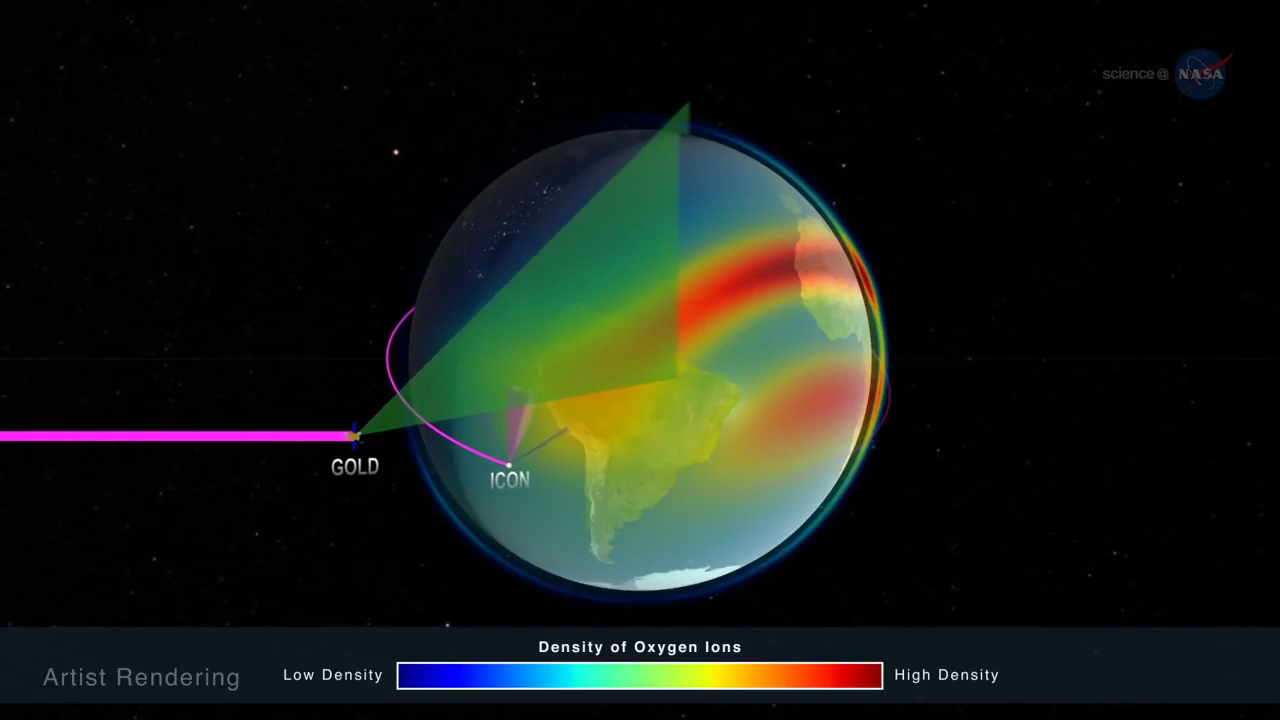 science@ NASA
GOLD
ICON
Density of Oxygen Ions
Artist Rendering
Low Density
High Density